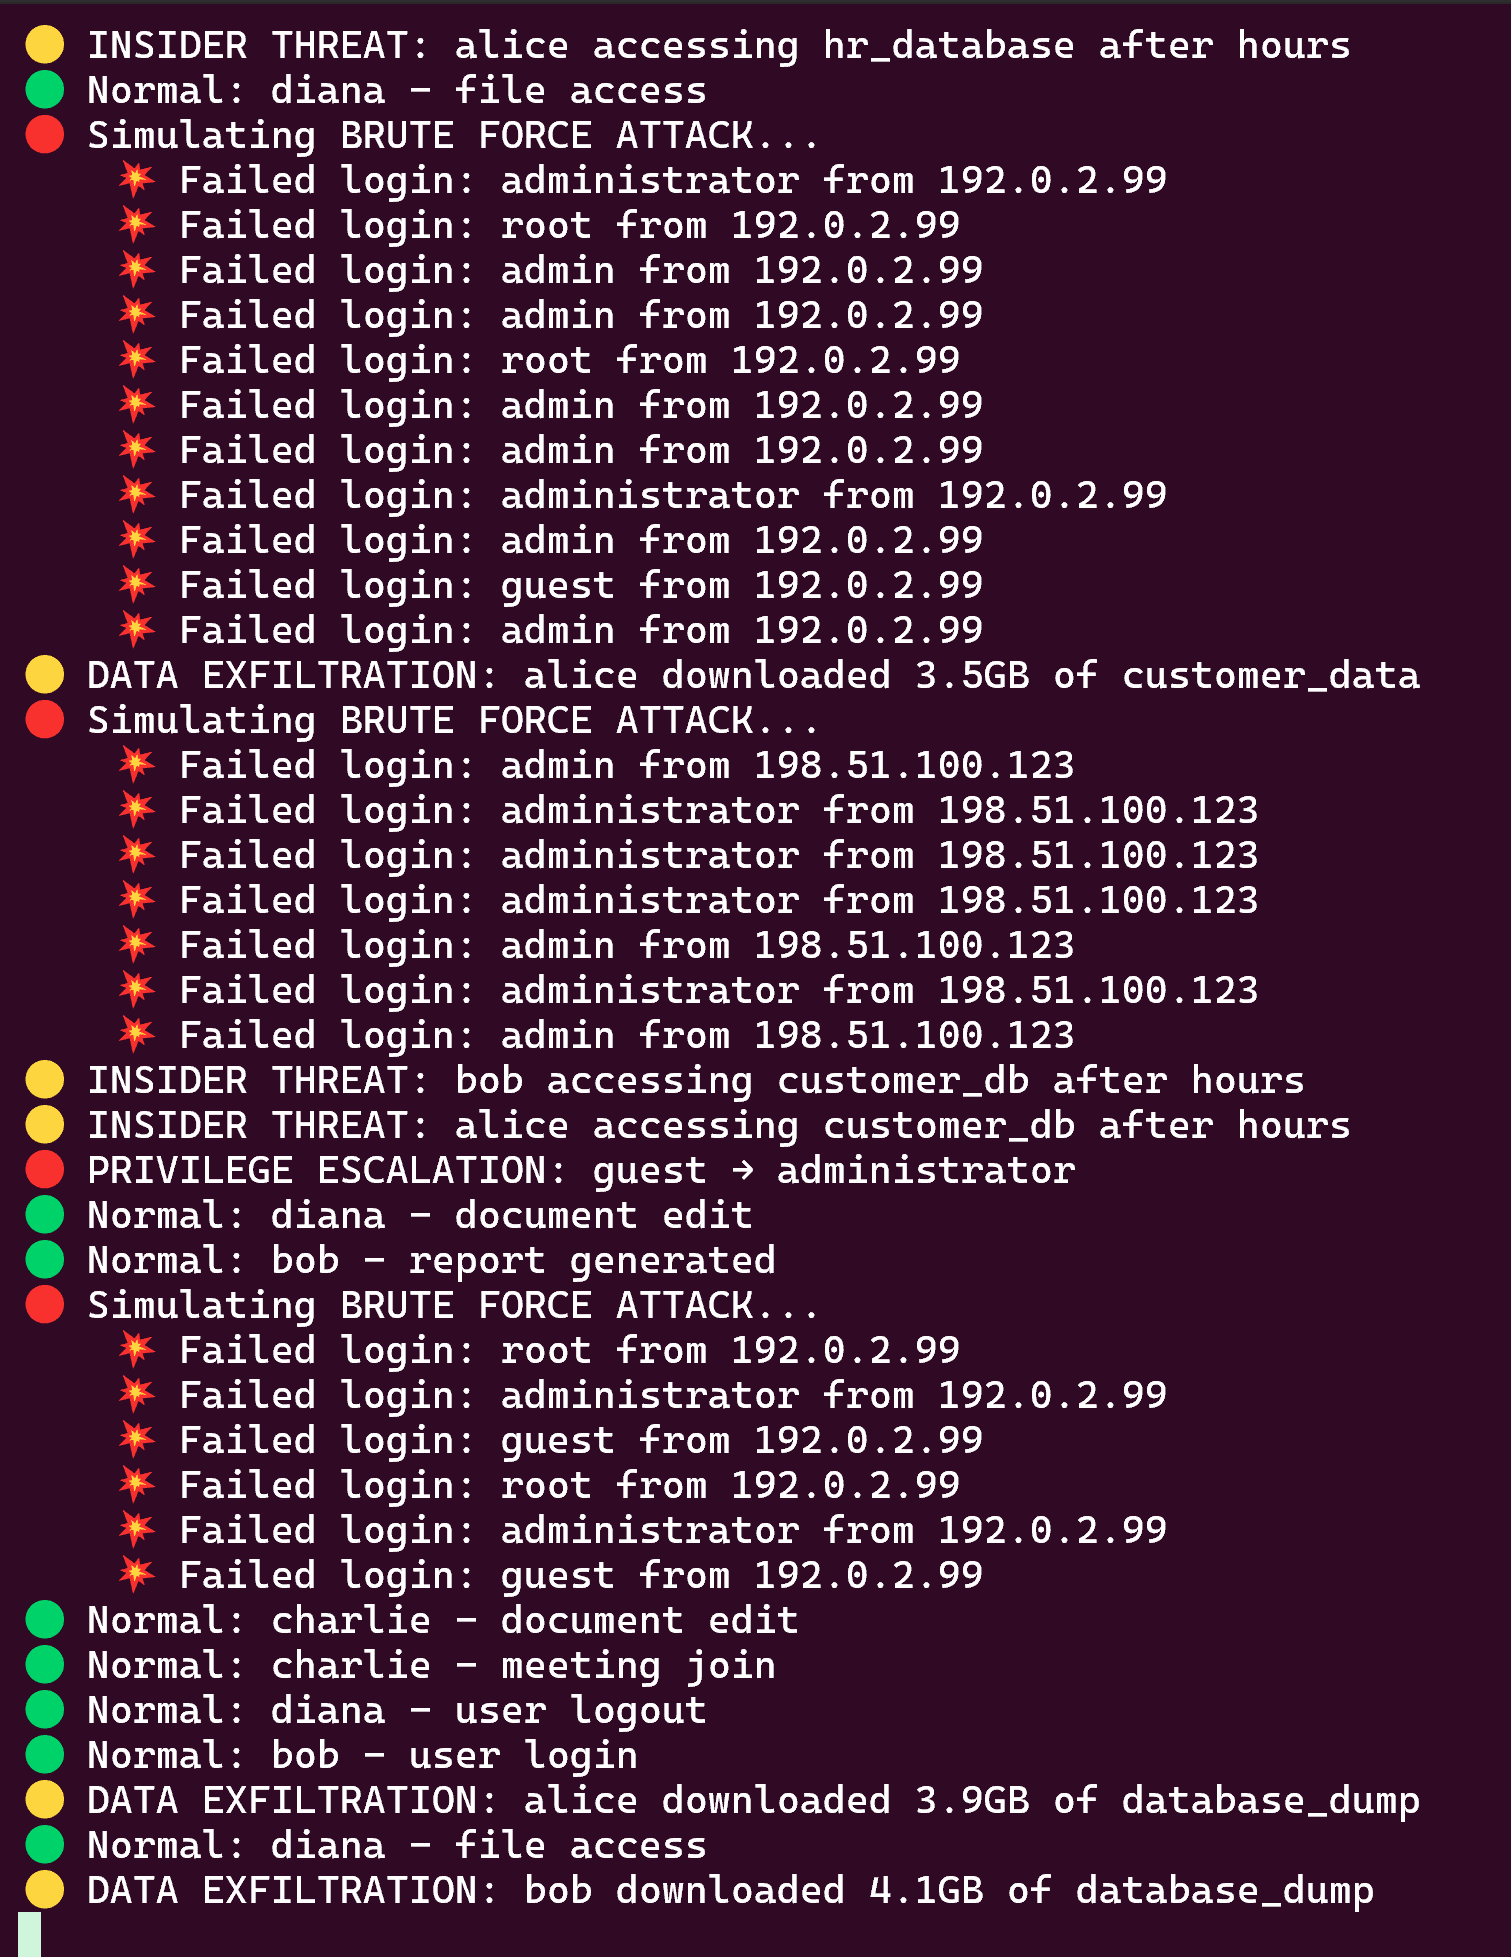 🟡 INSIDER THREAT: alice accessing hr_database after hours
🟢 Normal: diana - file access
🔴 Simulating BRUTE FORCE ATTACK...
💥 Failed login: administrator from 192.0.2.99
💥 Failed login: root from 192.0.2.99
💥 Failed login: admin from 192.0.2.99
💥 Failed login: admin from 192.0.2.99
💥 Failed login: root from 192.0.2.99
💥 Failed login: admin from 192.0.2.99
💥 Failed login: admin from 192.0.2.99
💥 Failed login: administrator from 192.0.2.99
💥 Failed login: admin from 192.0.2.99
💥 Failed login: guest from 192.0.2.99
💥 Failed login: admin from 192.0.2.99
🟡 DATA EXFILTRATION: alice downloaded 3.5GB of customer_data
🔴 Simulating BRUTE FORCE ATTACK...
💥 Failed login: admin from 198.51.100.123
💥 Failed login: administrator from 198.51.100.123
💥 Failed login: administrator from 198.51.100.123
💥 Failed login: administrator from 198.51.100.123
💥 Failed login: admin from 198.51.100.123
💥 Failed login: administrator from 198.51.100.123
💥 Failed login: admin from 198.51.100.123
🟡 INSIDER THREAT: bob accessing customer_db after hours
🟡 INSIDER THREAT: alice accessing customer_db after hours
🔴 PRIVILEGE ESCALATION: guest → administrator
🟢 Normal: diana - document edit
🟢 Normal: bob - report generated
🔴 Simulating BRUTE FORCE ATTACK...
💥 Failed login: root from 192.0.2.99
💥 Failed login: administrator from 192.0.2.99
💥 Failed login: guest from 192.0.2.99
💥 Failed login: root from 192.0.2.99
💥 Failed login: administrator from 192.0.2.99
💥 Failed login: guest from 192.0.2.99
🟢 Normal: charlie - document edit
🟢 Normal: charlie - meeting join
🟢 Normal: diana - user logout
🟢 Normal: bob - user login
🟡 DATA EXFILTRATION: alice downloaded 3.9GB of database_dump
🟢 Normal: diana - file access
🟡 DATA EXFILTRATION: bob downloaded 4.1GB of database_dump